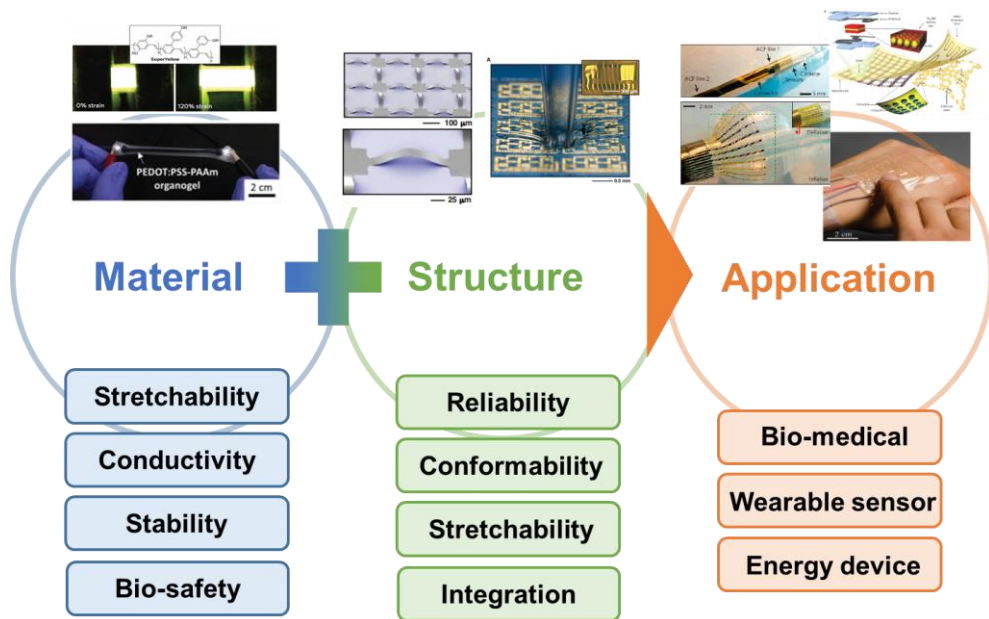 SuperYellow
0% strain
120% strain
PEDOT:PSS-PAAm
organogel
2 cm
100 μm
25 μm
A
0.5 mm
ACF film 1
ACF film 2
5 mm
2 mm
Deflation
Inflation
2 cm
Material
Structure
Application
Stretchability
Conductivity
Stability
Bio-safety
Reliability
Conformability
Stretchability
Integration
Bio-medical
Wearable sensor
Energy device